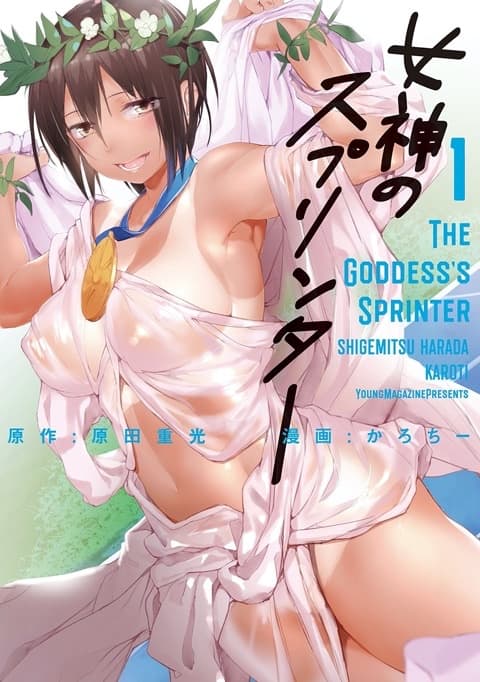 女神の
スプリンター
1
THE
GODDESS'S
SPRINTER
SHIGEMITSU HARADA
KAROTI
YOUNGMAGAZINEPRESENTS
原作:原田重光 漫画:かろちー